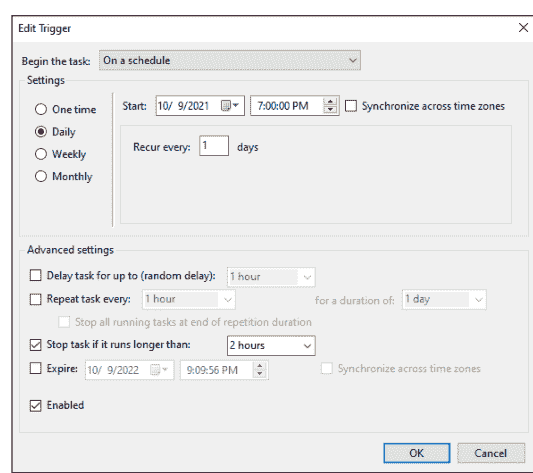 Edit Trigger
Begin the task: On a schedule
Settings
One time Start: 10/ 9/2021 7:00:00 PM Synchronize across time zones
Daily
Recur every: 1 days
Weekly
Monthly
Advanced settings
Delay task for up to (random delay): 1 hour
Repeat task every: 1 hour for a duration of: 1 day
Stop all running tasks at end of repetition duration
Stop task if it runs longer than: 2 hours
Expire: 10/ 9/2022 9:09:56 PM Synchronize across time zones
Enabled
OK Cancel